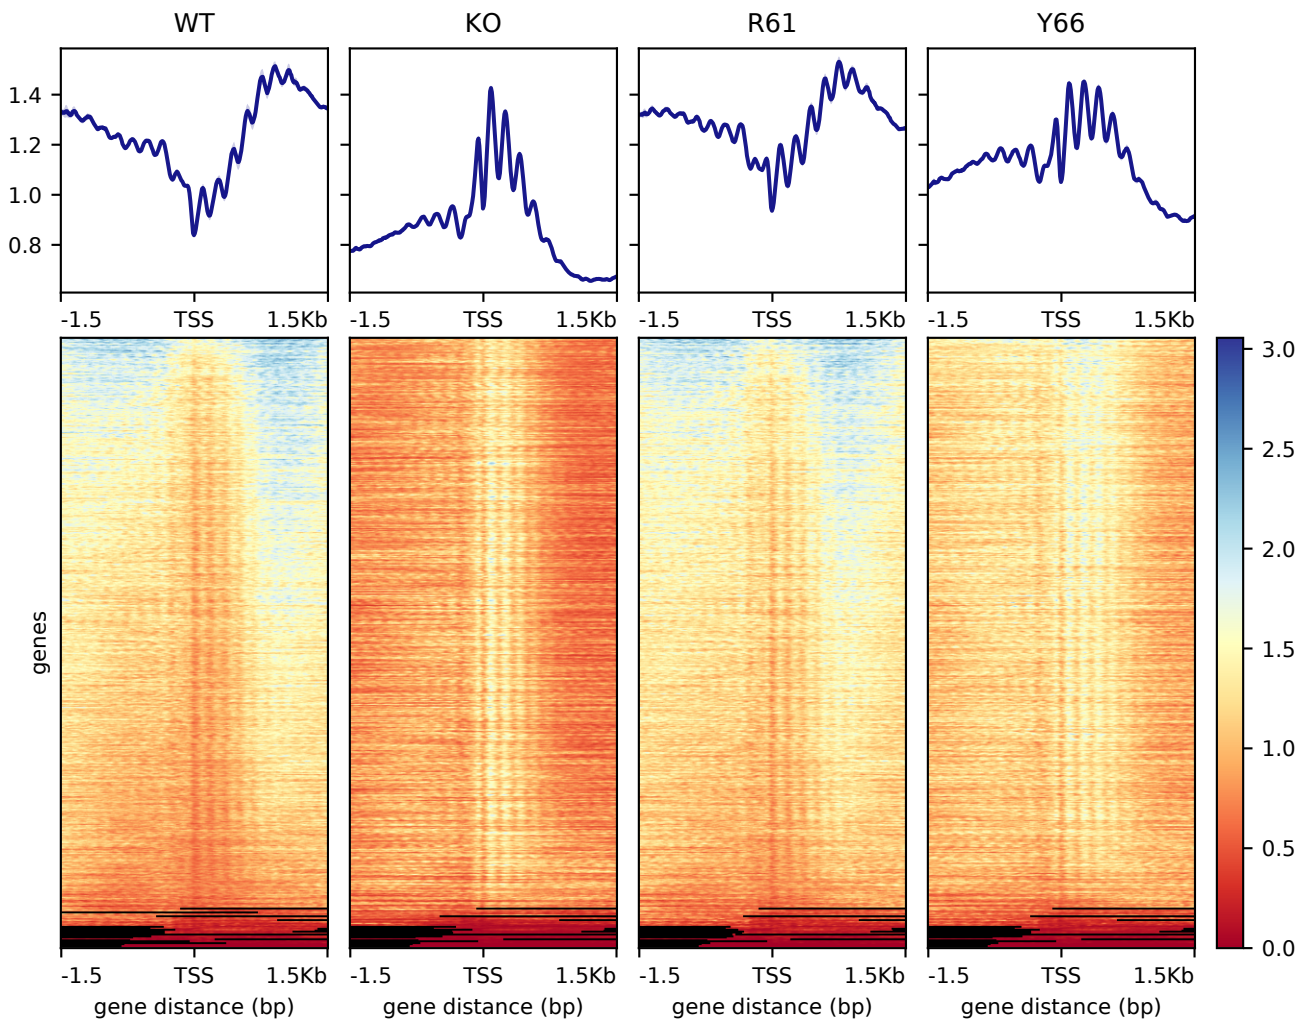 WT KO R61 Y66
1.4
1.2
1.0
0.8
-1.5 TSS 1.5Kb -1.5 TSS 1.5Kb -1.5 TSS 1.5Kb -1.5 TSS 1.5Kb
genes
3.0
2.5
2.0
1.5
1.0
0.5
0.0
-1.5 TSS 1.5Kb -1.5 TSS 1.5Kb -1.5 TSS 1.5Kb -1.5 TSS 1.5Kb
gene distance (bp) gene distance (bp) gene distance (bp) gene distance (bp)